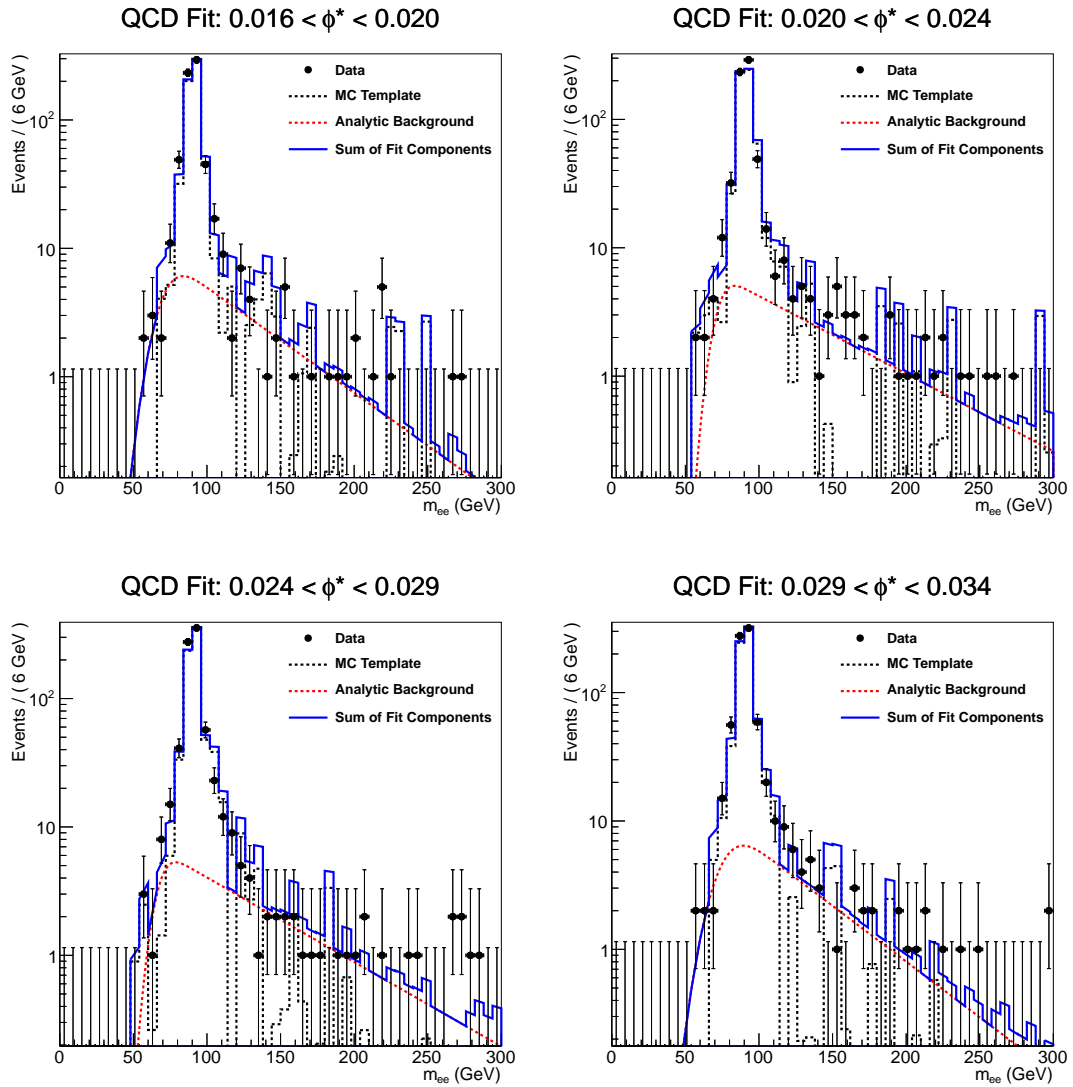 QCD Fit: 0.016 < ϕ* < 0.020
Events / ( 6 GeV )
10²
10
1
Data
MC Template
Analytic Background
Sum of Fit Components
0 50 100 150 200 250 300
m_ee (GeV)
QCD Fit: 0.020 < ϕ* < 0.024
Events / ( 6 GeV )
10²
10
1
Data
MC Template
Analytic Background
Sum of Fit Components
0 50 100 150 200 250 300
m_ee (GeV)
QCD Fit: 0.024 < ϕ* < 0.029
Events / ( 6 GeV )
10²
10
1
Data
MC Template
Analytic Background
Sum of Fit Components
0 50 100 150 200 250 300
m_ee (GeV)
QCD Fit: 0.029 < ϕ* < 0.034
Events / ( 6 GeV )
10²
10
1
Data
MC Template
Analytic Background
Sum of Fit Components
0 50 100 150 200 250 300
m_ee (GeV)